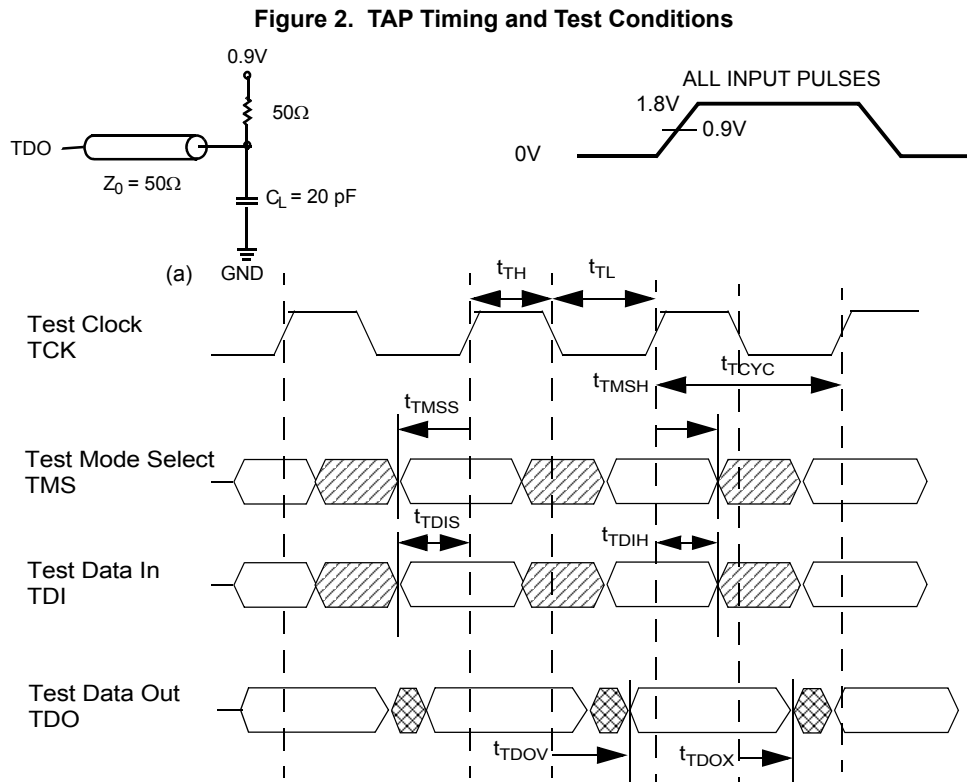 Figure 2. TAP Timing and Test Conditions
0.9V
50Ω
TDO
Z0 = 50Ω
CL = 20 pF
(a)
GND
ALL INPUT PULSES
1.8V
0.9V
0V
tTH
tTL
Test Clock
TCK
tTCYC
tTMSH
tTMSS
Test Mode Select
TMS
tTDIS
tTDIH
Test Data In
TDI
Test Data Out
TDO
tTDOV
tTDOX